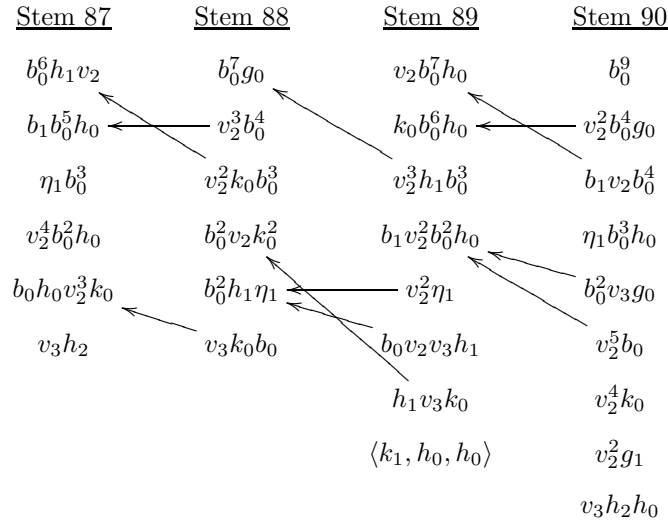 Stem 87 Stem 88 Stem 89 Stem 90
b_0^6h_1v_2 b_0^7g_0 v_2b_0^7h_0 b_0^9
b_1b_0^5h_0 v_2^3b_0^4 k_0b_0^6h_0 v_2^2b_0^4g_0
η_1b_0^3 v_2^2k_0b_0^3 v_2^3h_1b_0^3 b_1v_2b_0^4
v_2^4b_0^2h_0 b_0^2v_2k_0^2 b_1v_2^2b_0^2h_0 η_1b_0^3h_0
b_0h_0v_2^3k_0 b_0^2h_1η_1 v_2^2η_1 b_0^2v_3g_0
v_3h_2 v_3k_0b_0 b_0v_2v_3h_1 v_2^5b_0
h_1v_3k_0 v_2^4k_0
⟨k_1, h_0, h_0⟩ v_2^2g_1
v_3h_2h_0